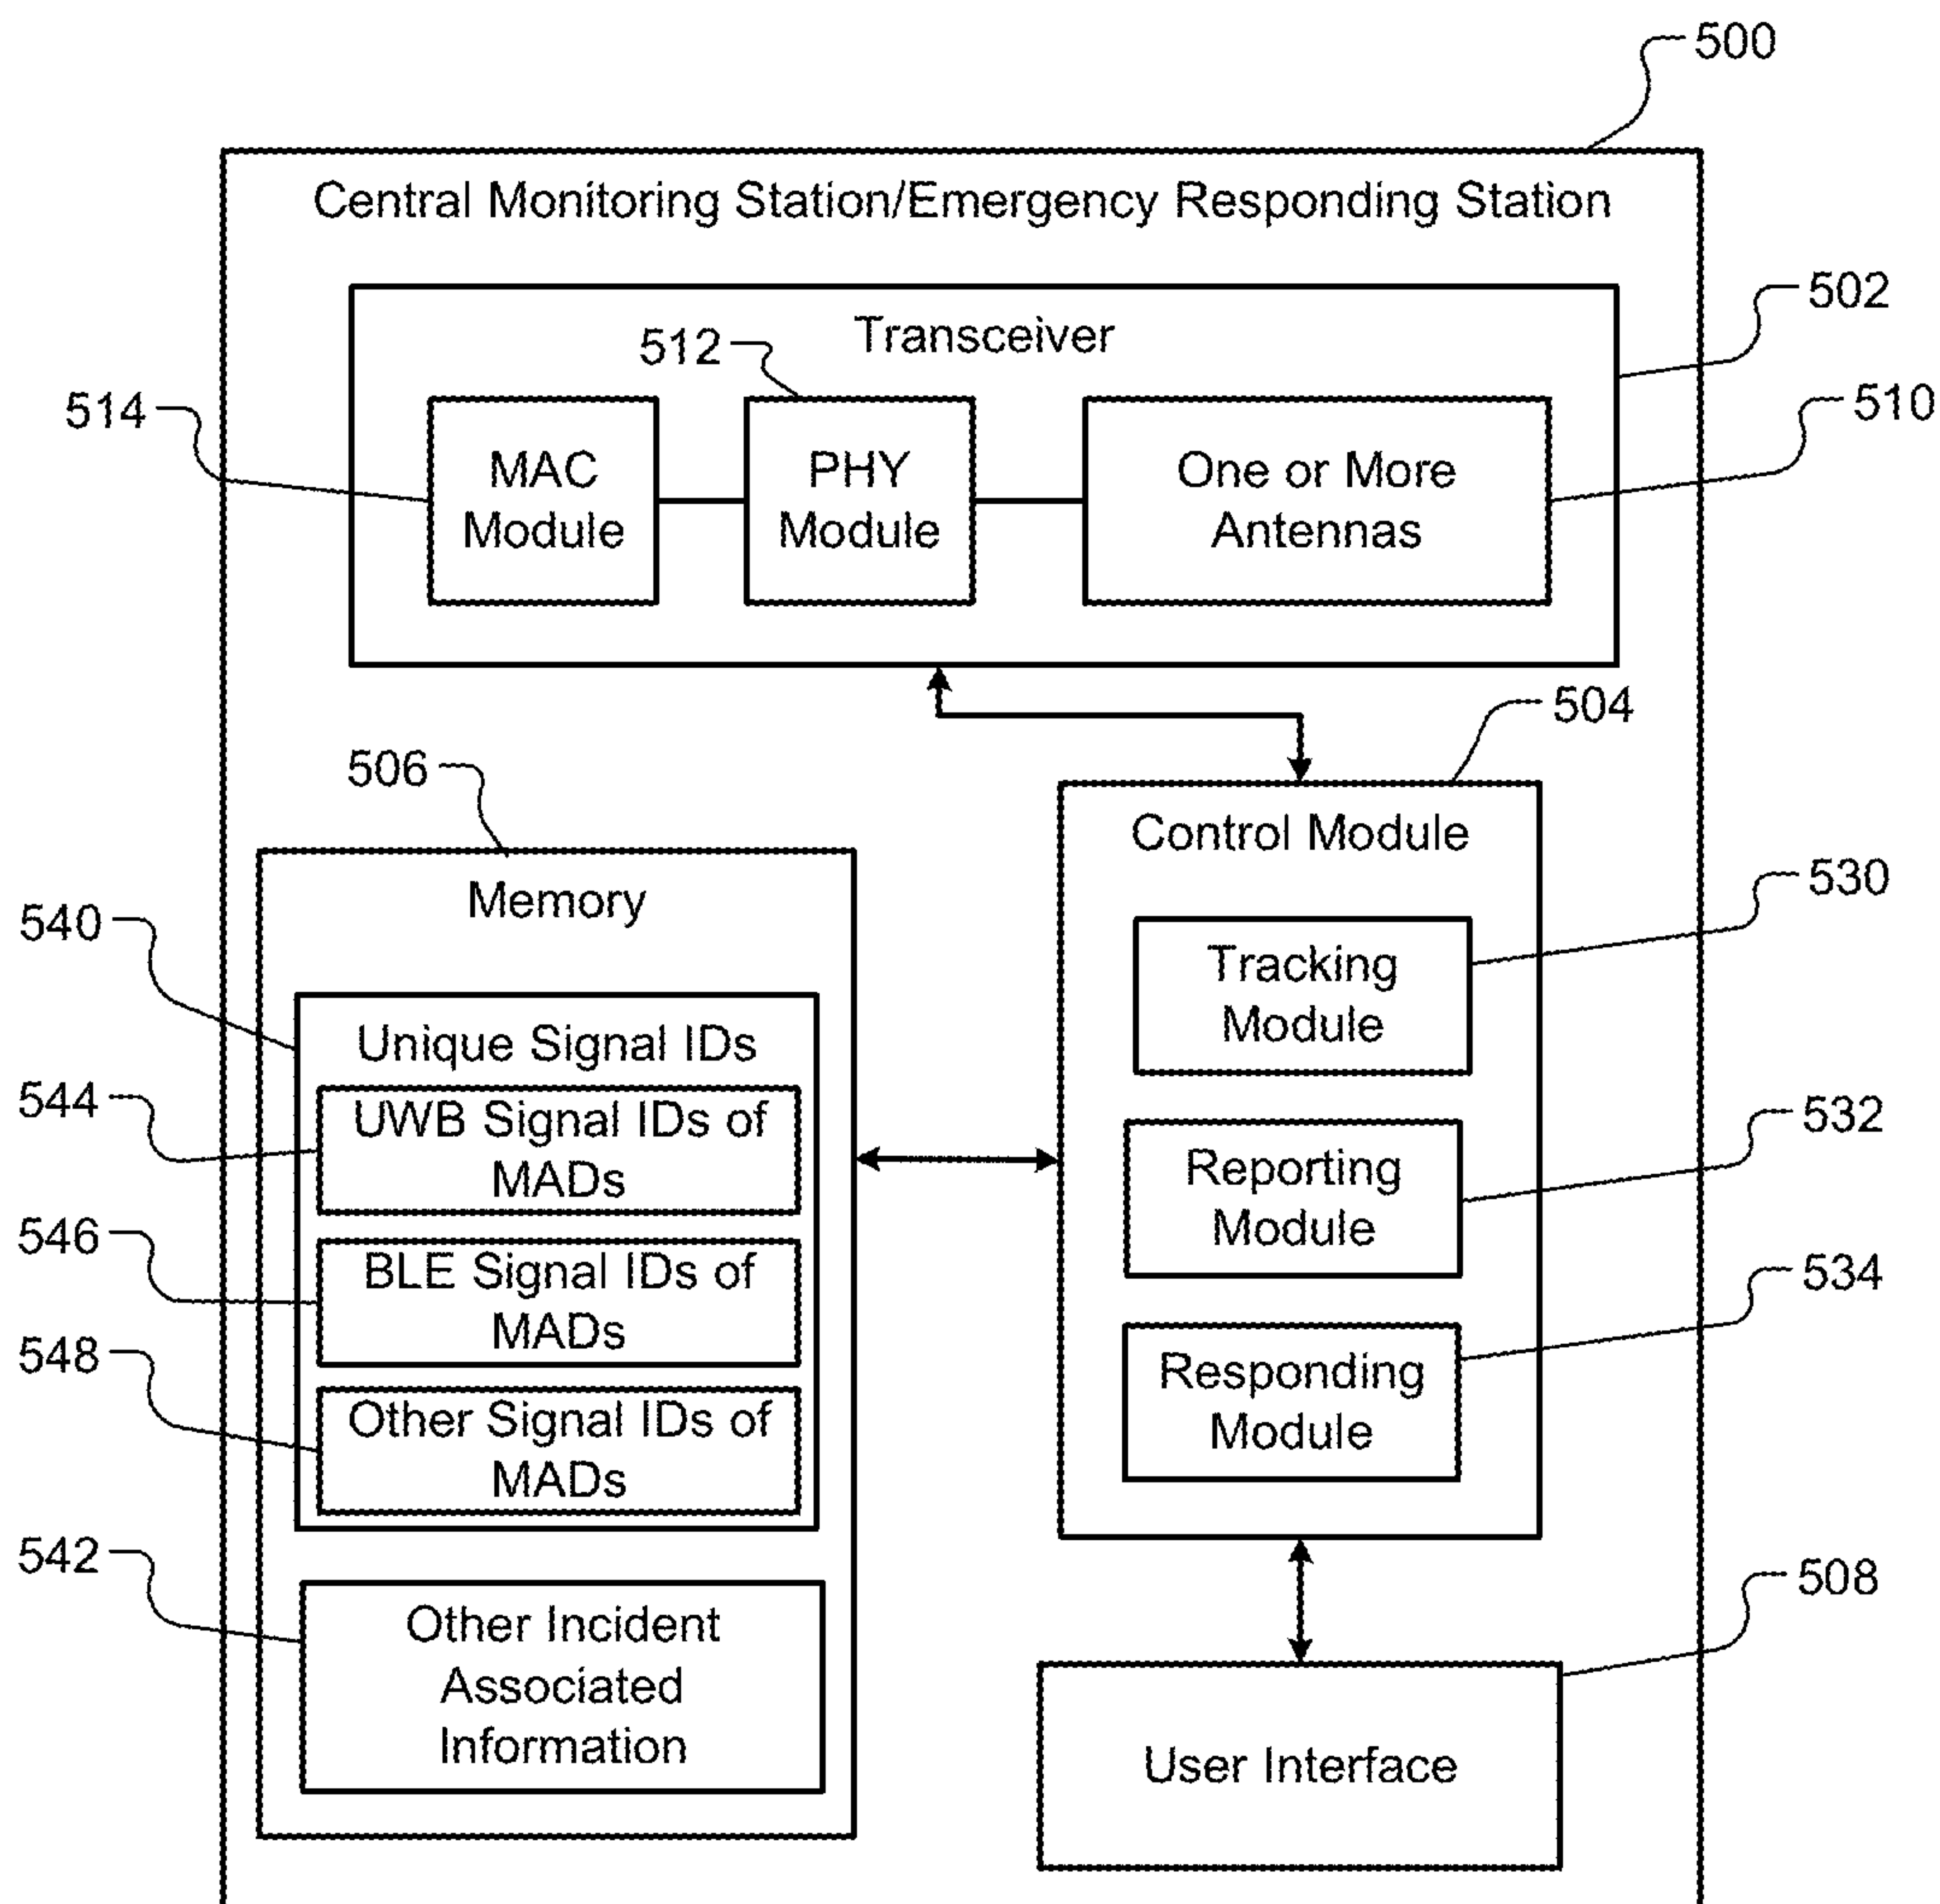 500
Central Monitoring Station/Emergency Responding Station
502
Transceiver
512
514
510
MAC
Module
PHY
Module
One or More
Antennas
504
506
Control Module
530
Memory
540
Tracking
Module
Unique Signal IDs
544
UWB Signal IDs of
MADs
532
Reporting
Module
546
BLE Signal IDs of
MADs
534
548
Responding
Module
Other Signal IDs of
MADs
542
508
Other Incident
Associated
Information
User Interface